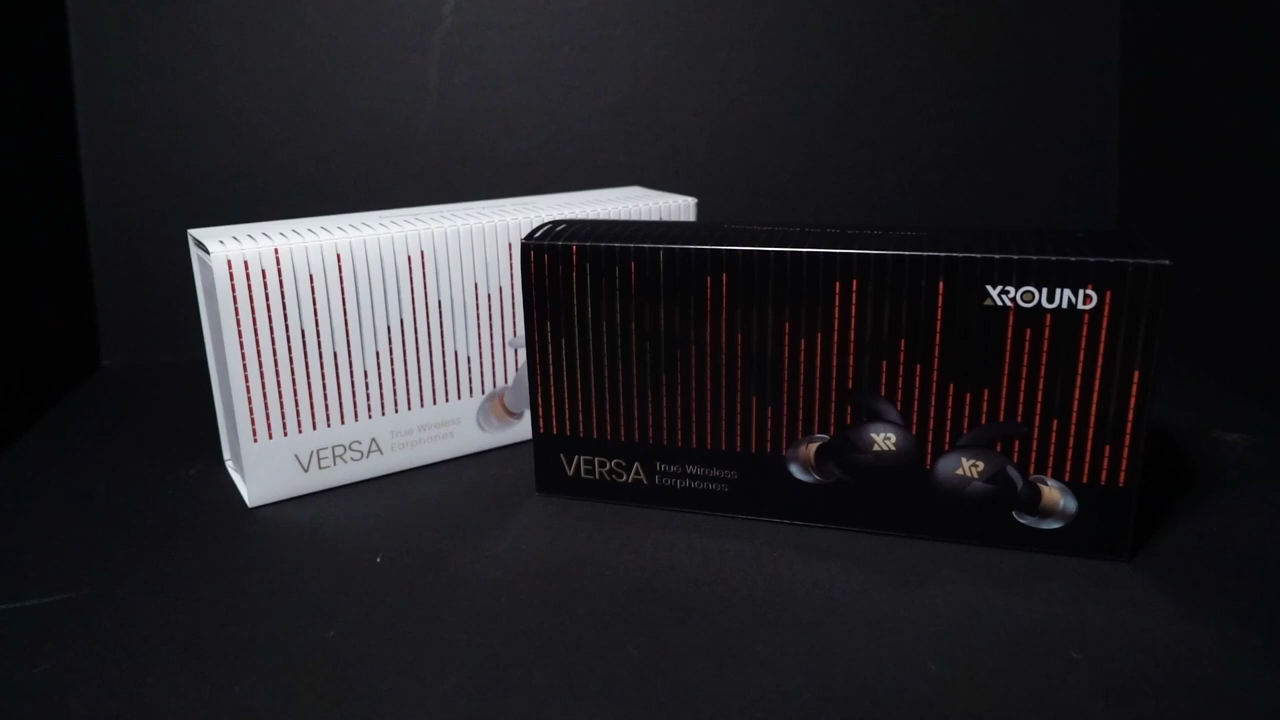 VERSA
True Wireless
Earphones
XROUND
XR
XR
VERSA
True Wireless
Earphones